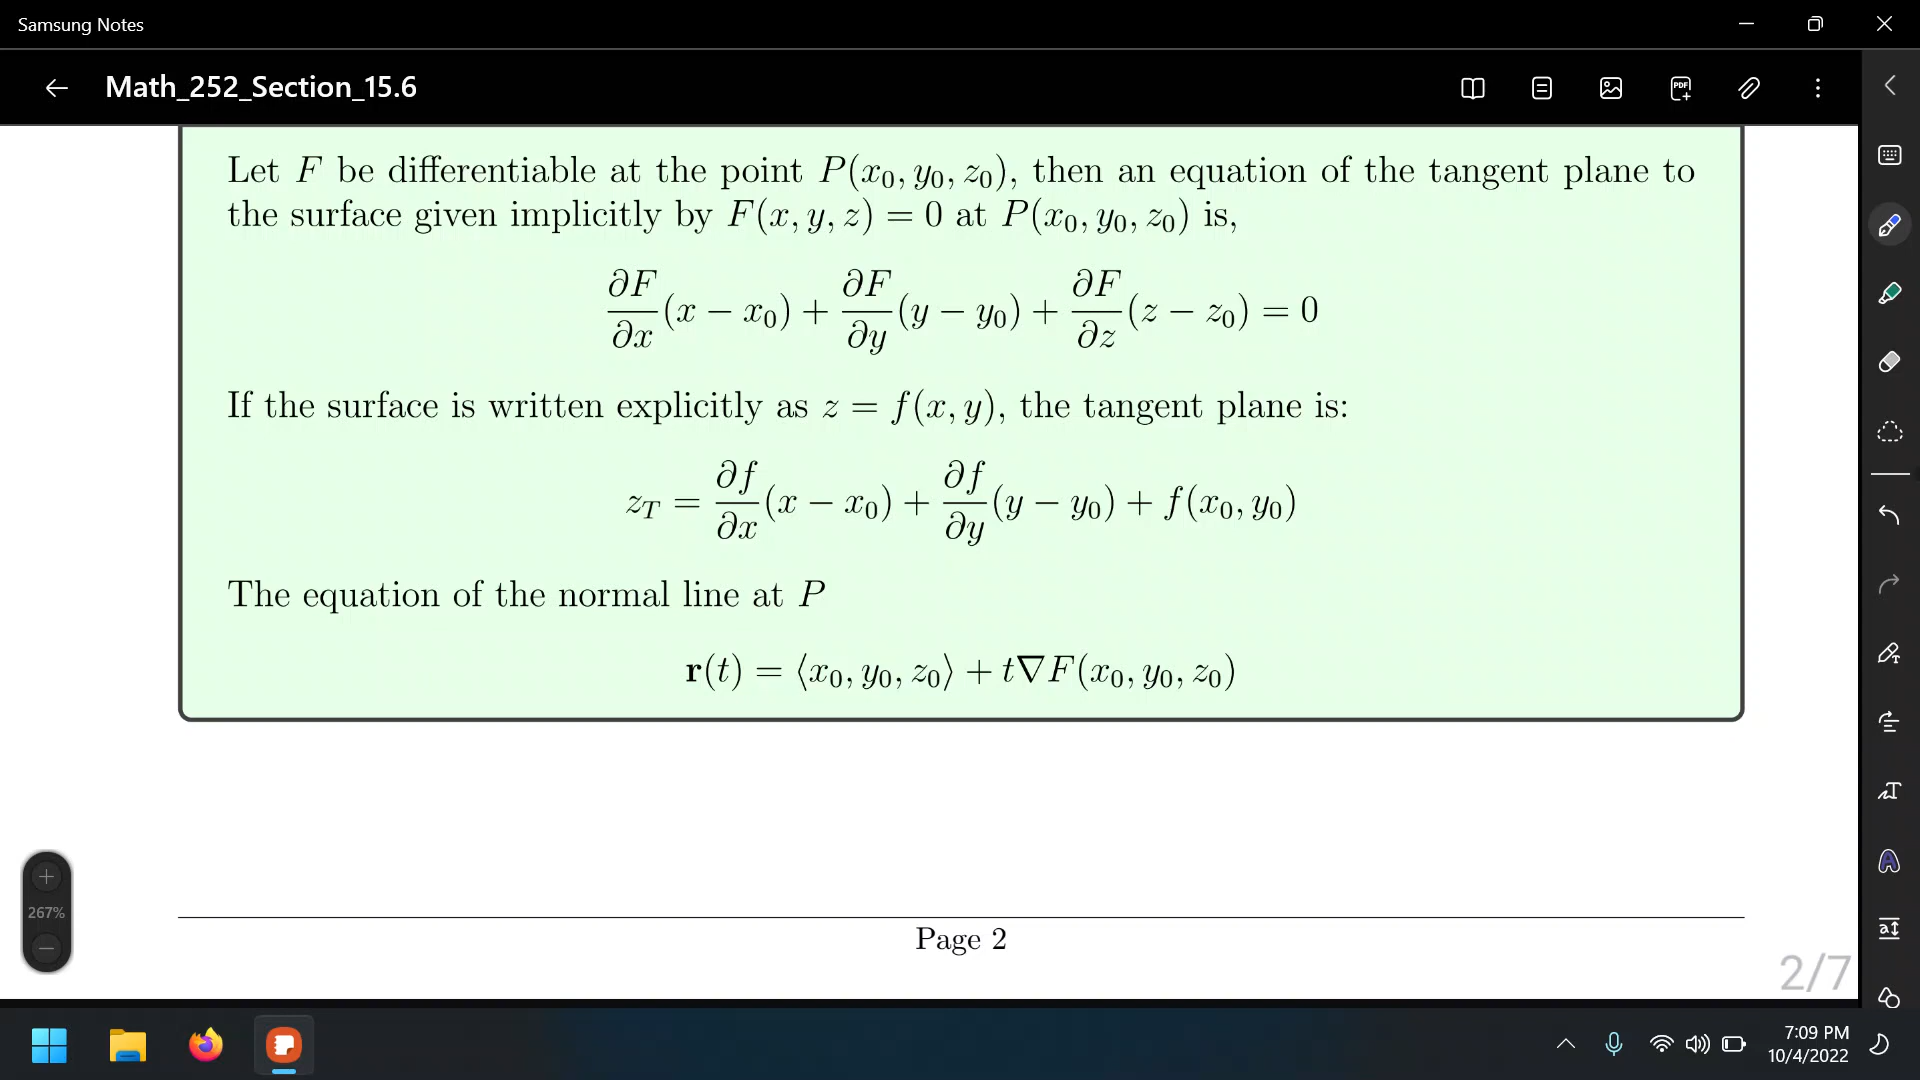 Samsung Notes
Math_252_Section_15.6
PDF
Let F be differentiable at the point P(x₀, y₀, z₀), then an equation of the tangent plane to
the surface given implicitly by F(x, y, z) = 0 at P(x₀, y₀, z₀) is,
∂F/∂x (x − x₀) + ∂F/∂y (y − y₀) + ∂F/∂z (z − z₀) = 0
If the surface is written explicitly as z = f(x, y), the tangent plane is:
z_T = ∂f/∂x (x − x₀) + ∂f/∂y (y − y₀) + f(x₀, y₀)
The equation of the normal line at P
r(t) = ⟨x₀, y₀, z₀⟩ + t∇F(x₀, y₀, z₀)
267%
Page 2
2/7
7:09 PM
10/4/2022